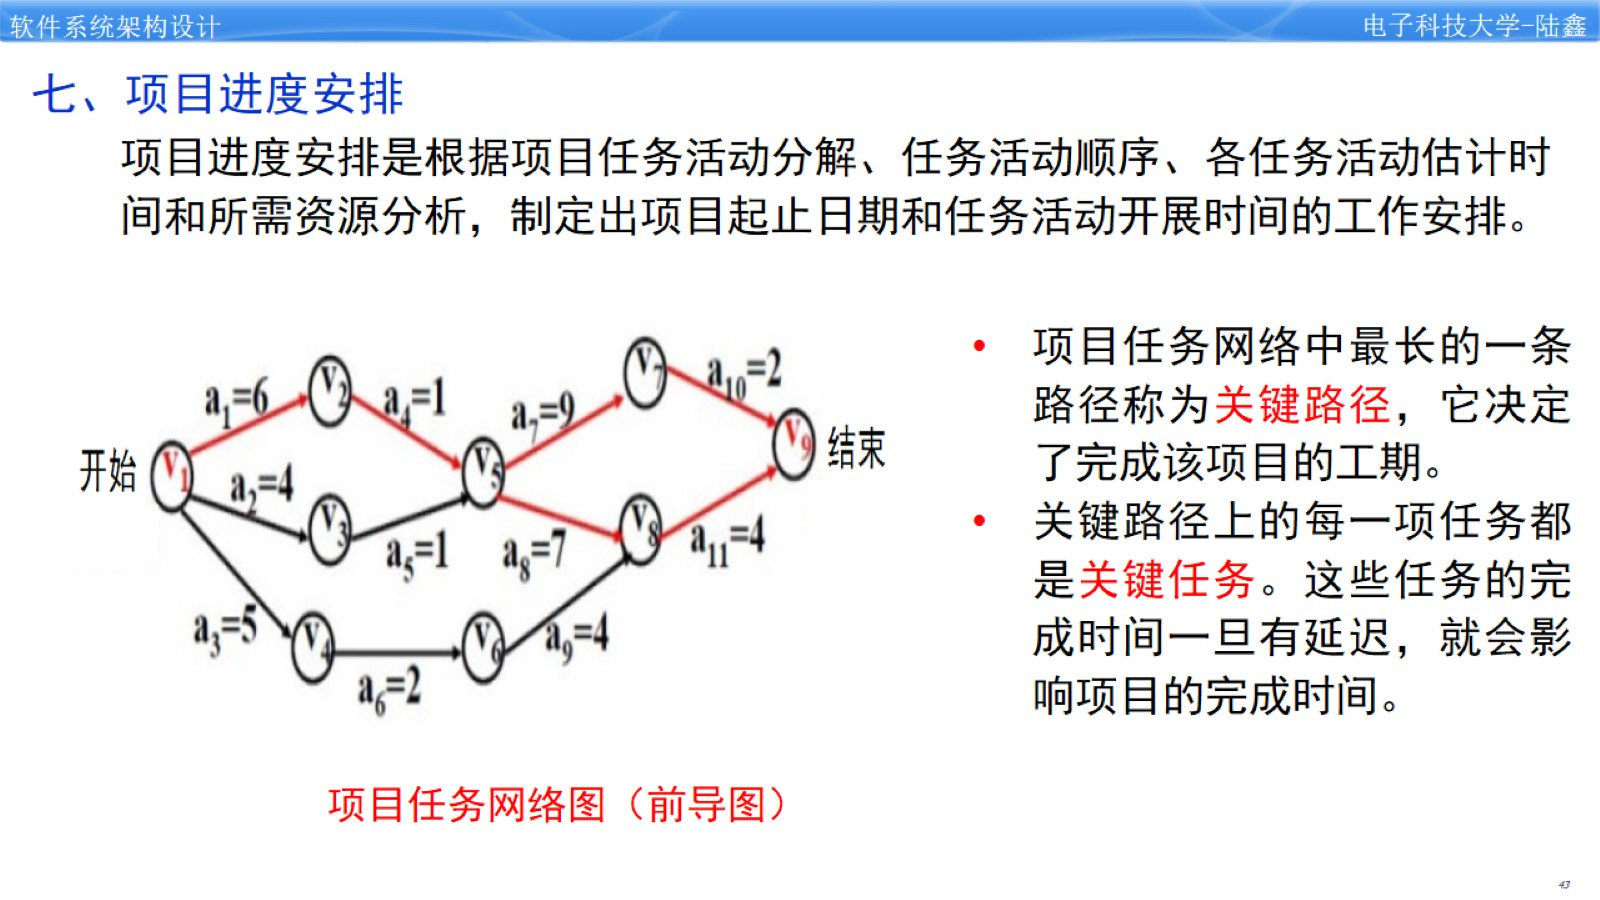 软件系统架构设计
电子科技大学-陆鑫
七、项目进度安排
项目进度安排是根据项目任务活动分解、任务活动顺序、各任务活动估计时
间和所需资源分析，制定出项目起止日期和任务活动开展时间的工作安排。
开始
V1
a1=6
V2
a4=1
a2=4
V3
a5=1
a3=5
V4
a6=2
V5
V6
a7=9
V7
a10=2
a8=7
V8
a11=4
a9=4
V9
结束
• 项目任务网络中最长的一条
路径称为关键路径，它决定
了完成该项目的工期。
• 关键路径上的每一项任务都
是关键任务。这些任务的完
成时间一旦有延迟，就会影
响项目的完成时间。
项目任务网络图（前导图）
43